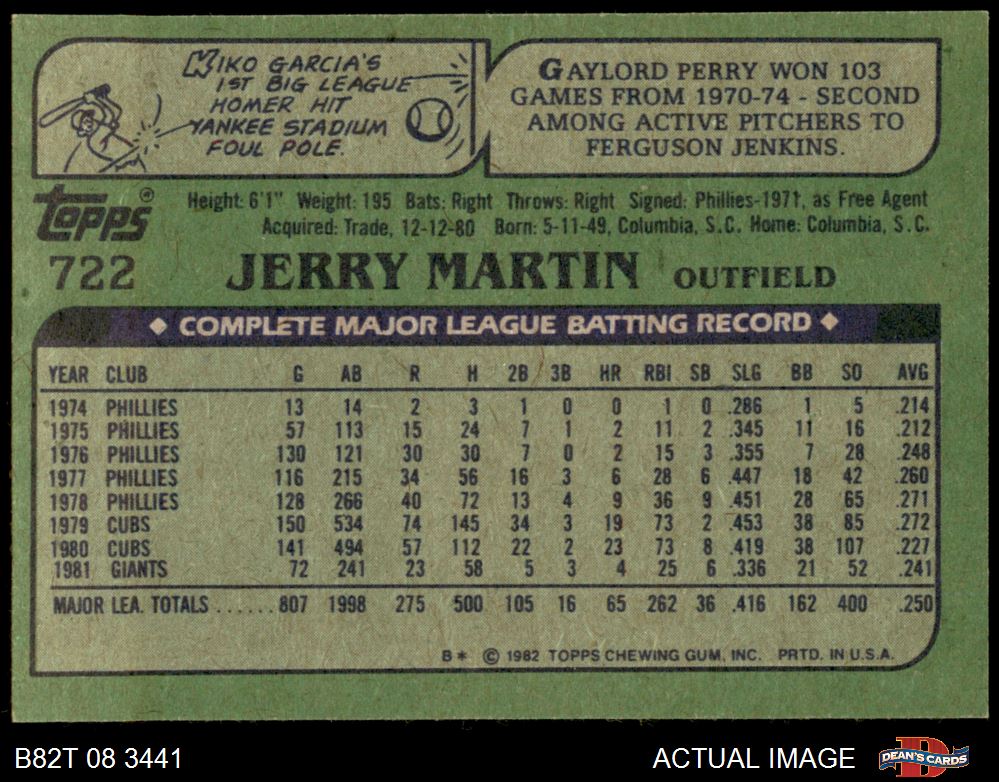 KIKO GARCIA'S
1ST BIG LEAGUE
HOMER HIT
YANKEE STADIUM
FOUL POLE.
GAYLORD PERRY WON 103
GAMES FROM 1970-74 - SECOND
AMONG ACTIVE PITCHERS TO
FERGUSON JENKINS.
topps®
Height: 6'1" Weight: 195 Bats: Right Throws: Right Signed: Phillies-1971, as Free Agent
Acquired: Trade, 12-12-80 Born: 5-11-49, Columbia, S.C. Home: Columbia, S.C.
722 JERRY MARTIN OUTFIELD
◆ COMPLETE MAJOR LEAGUE BATTING RECORD ◆
YEAR CLUB G AB R H 2B 3B HR RBI SB SLG BB SO AVG
1974 PHILLIES 13 14 2 3 1 0 0 1 0 .286 1 5 .214
1975 PHILLIES 57 113 15 24 7 1 2 11 2 .345 11 16 .212
1976 PHILLIES 130 121 30 30 7 0 2 15 3 .355 7 28 .248
1977 PHILLIES 116 215 34 56 16 3 6 28 6 .447 18 42 .260
1978 PHILLIES 128 266 40 72 13 4 9 36 9 .451 28 65 .271
1979 CUBS 150 534 74 145 34 3 19 73 2 .453 38 85 .272
1980 CUBS 141 494 57 112 22 2 23 73 8 .419 38 107 .227
1981 GIANTS 72 241 23 58 5 3 4 25 6 .336 21 52 .241
MAJOR LEA. TOTALS ...... 807 1998 275 500 105 16 65 262 36 .416 162 400 .250
B* © 1982 TOPPS CHEWING GUM, INC. PRTD. IN U.S.A.
B82T 08 3441 ACTUAL IMAGE DEAN'S CARDS